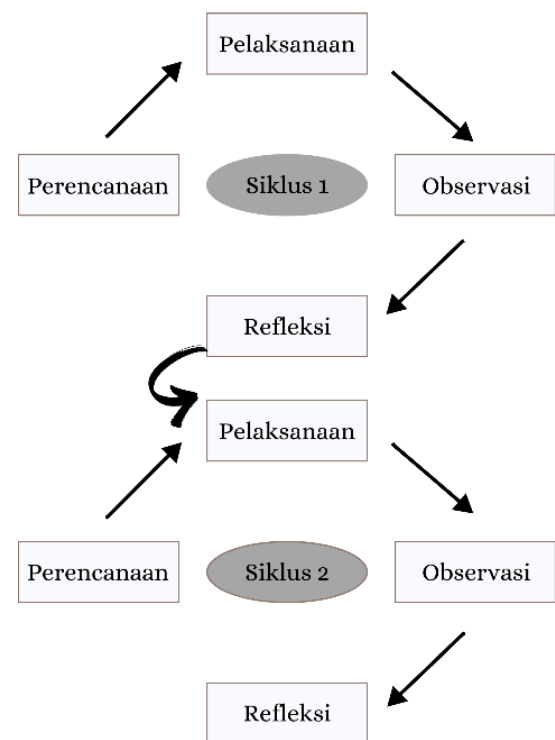 Pelaksanaan
Perencanaan
Siklus 1
Observasi
Refleksi
Pelaksanaan
Perencanaan
Siklus 2
Observasi
Refleksi